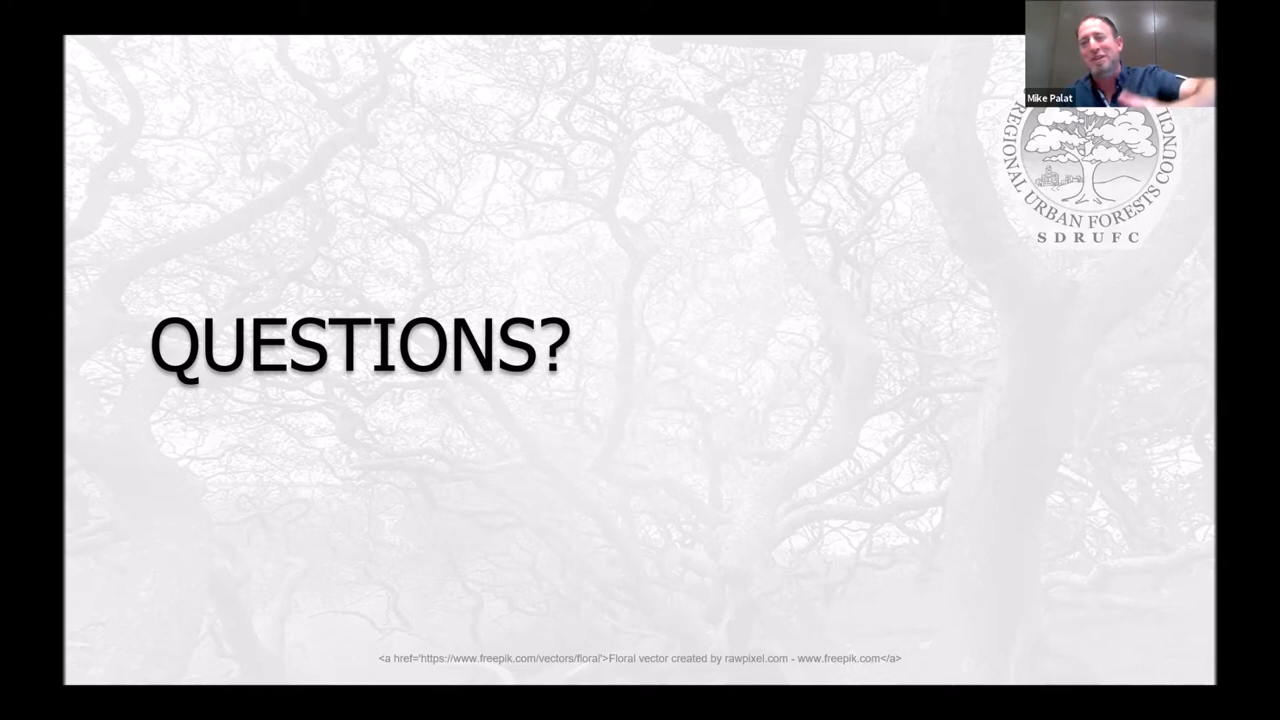 Mike Palat
REGIONAL URBAN FORESTS COUNCIL
SDRUFC
QUESTIONS?
<a href='https://www.freepik.com/vectors/floral'>Floral vector created by rawpixel.com - www.freepik.com</a>